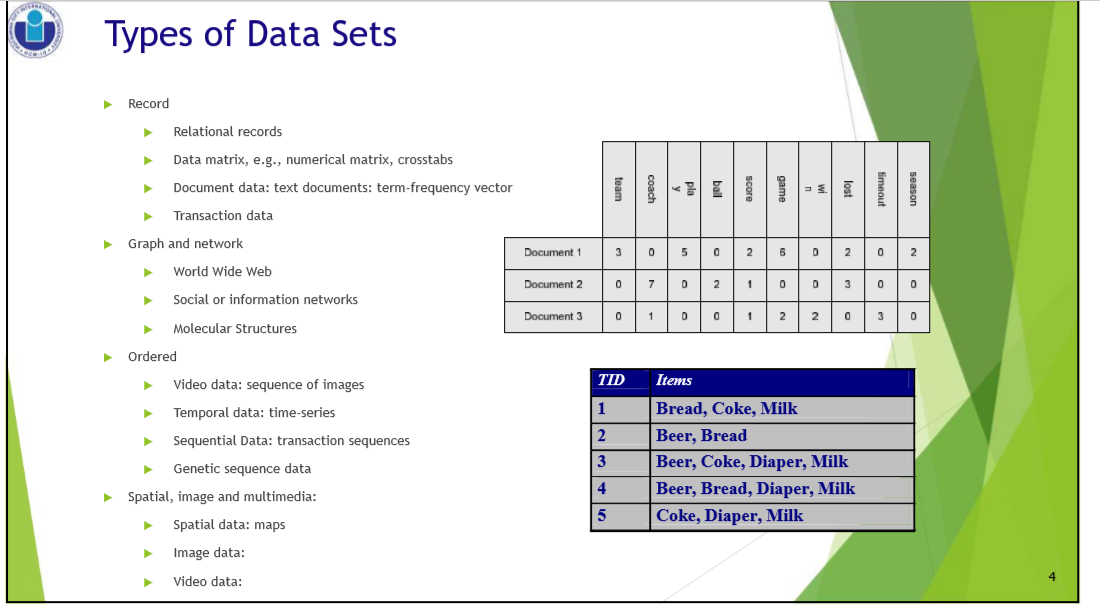 Types of Data Sets
Record
Relational records
Data matrix, e.g., numerical matrix, crosstabs
Document data: text documents: term-frequency vector
Transaction data
Graph and network
World Wide Web
Social or information networks
Molecular Structures
Ordered
Video data: sequence of images
Temporal data: time-series
Sequential Data: transaction sequences
Genetic sequence data
Spatial, image and multimedia:
Spatial data: maps
Image data:
Video data:
team coach play ball score game win lost timeout season
Document 1 3 0 5 0 2 6 0 2 0 2
Document 2 0 7 0 2 1 0 0 3 0 0
Document 3 0 1 0 0 1 2 2 0 3 0
TID Items
1 Bread, Coke, Milk
2 Beer, Bread
3 Beer, Coke, Diaper, Milk
4 Beer, Bread, Diaper, Milk
5 Coke, Diaper, Milk
4